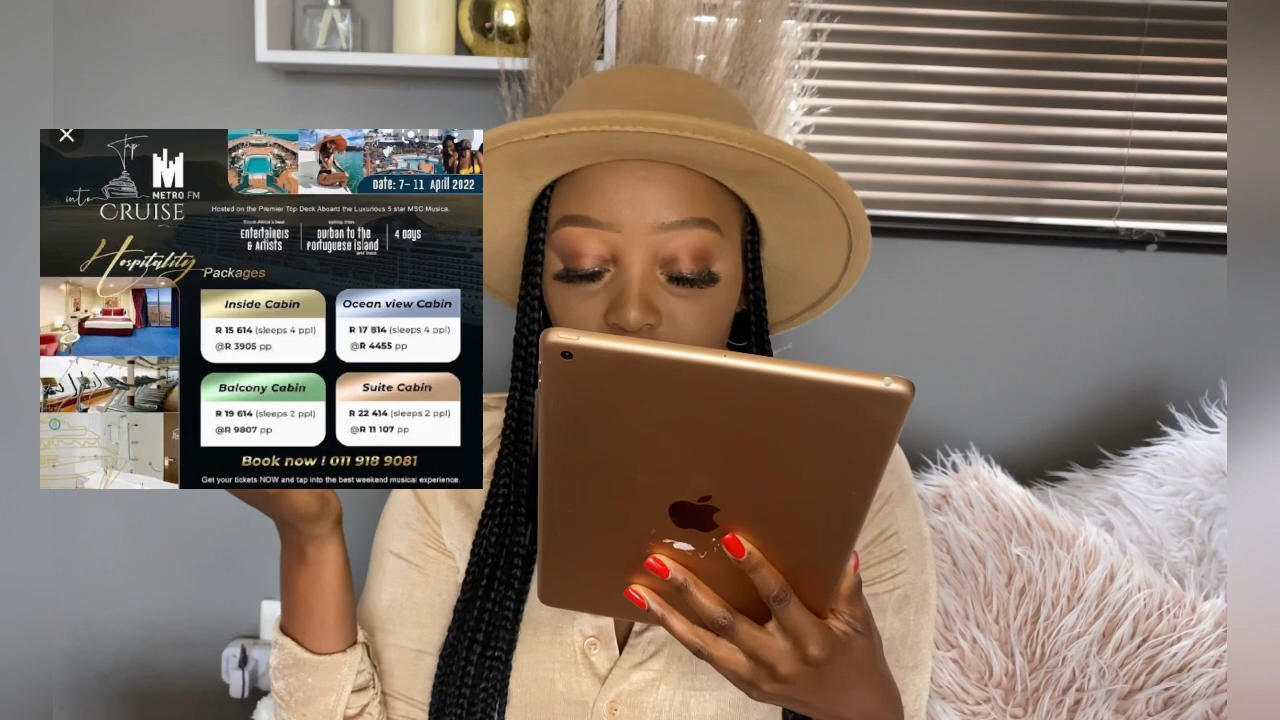 Tap
into
CRUISE
METRO FM
Date: 7- 11 April 2022
Hosted on the Premier Top Deck Aboard the Luxurious 5 star MSC Musica.
Entertainers
& Artists
Durban to the
Portuguese Island
4 Days
Hospitality
Packages
Inside Cabin
R 15 614 (sleeps 4 ppl)
@R 3905 pp
Ocean view Cabin
R 17 814 (sleeps 4 ppl)
@R 4455 pp
Balcony Cabin
R 19 614 (sleeps 2 ppl)
@R 9807 pp
Suite Cabin
R 22 414 (sleeps 2 ppl)
@R 11 107 pp
Book now ! 011 918 9081
Get your tickets NOW and tap into the best weekend musical experience.